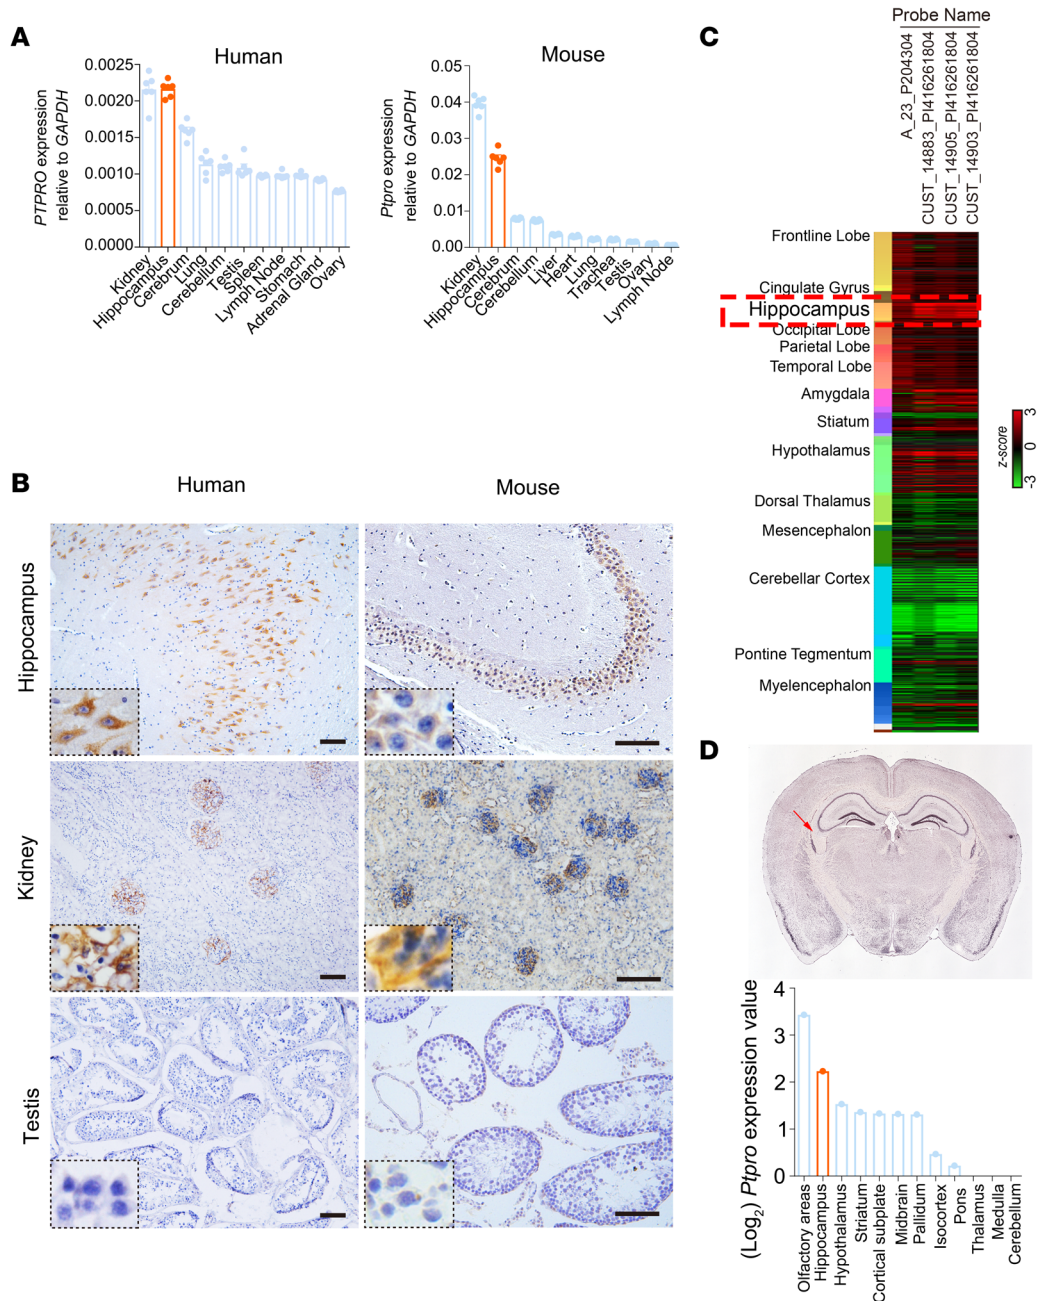 A
Human
PTPRO expression
relative to GAPDH
0.0025
0.0020
0.0015
0.0010
0.0005
0.0000
Kidney
Hippocampus
Cerebrum
Lung
Cerebellum
Testis
Spleen
Lymph Node
Stomach
Adrenal Gland
Ovary
Mouse
Ptpro expression
relative to GAPDH
0.05
0.04
0.03
0.02
0.01
0.00
Kidney
Hippocampus
Cerebrum
Cerebellum
Liver
Heart
Lung
Trachea
Testis
Ovary
Lymph Node
B
Human
Mouse
Hippocampus
Kidney
Testis
C
Probe Name
A_23_P204304
CUST_14883_PI416261804
CUST_14905_PI416261804
CUST_14903_PI416261804
Frontline Lobe
Cingulate Gyrus
Hippocampus
Occipital Lobe
Parietal Lobe
Temporal Lobe
Amygdala
Stiatum
Hypothalamus
Dorsal Thalamus
Mesencephalon
Cerebellar Cortex
Pontine Tegmentum
Myelencephalon
z-score
3
0
-3
D
(Log2) Ptpro expression value
4
3
2
1
0
Olfactory areas
Hippocampus
Hypothalamus
Striatum
Cortical subplate
Midbrain
Pallidum
Isocortex
Pons
Thalamus
Medulla
Cerebellum